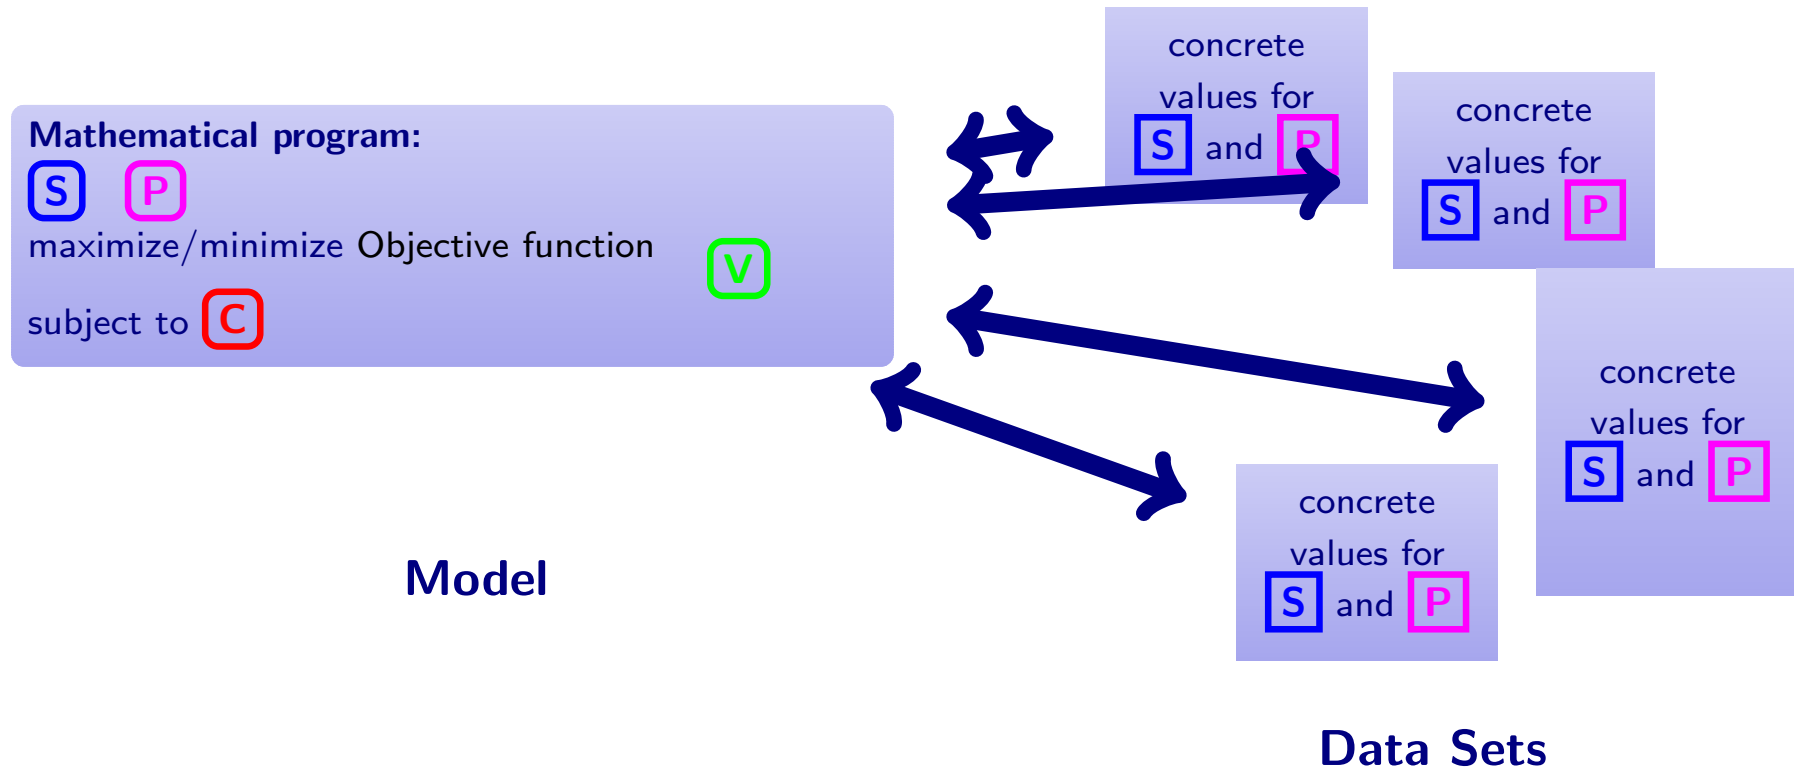 Mathematical program:
S P
maximize/minimize Objective function
V
subject to C
Model
concrete
values for
S and P
concrete
values for
S and P
concrete
values for
S and P
concrete
values for
S and P
Data Sets